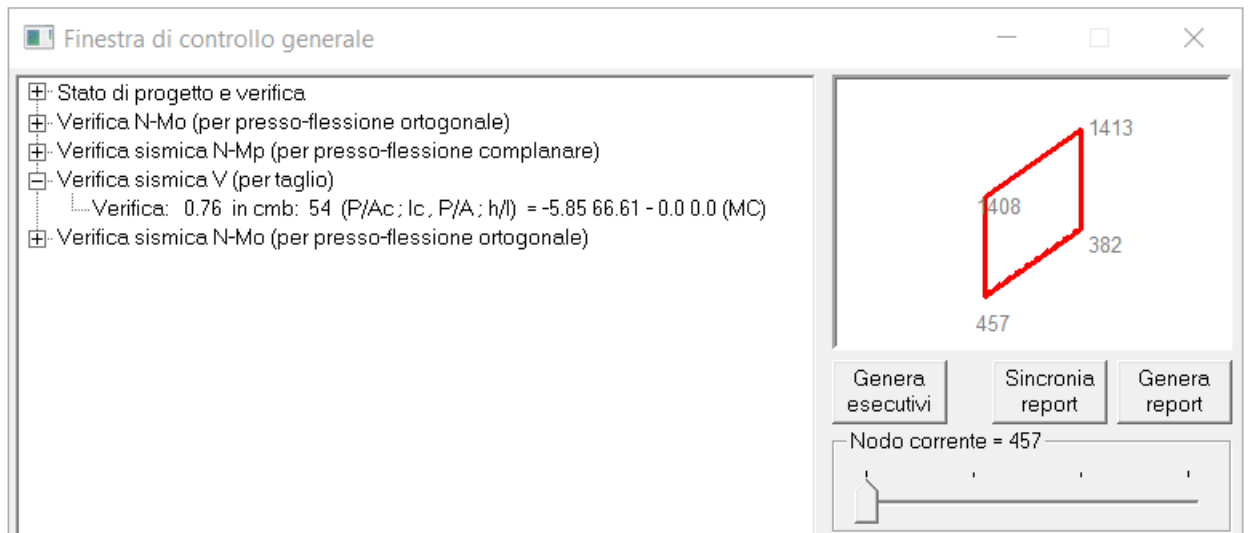 Finestra di controllo generale
Stato di progetto e verifica
Verifica N-Mo (per presso-flessione ortogonale)
Verifica sismica N-Mp (per presso-flessione complanare)
Verifica sismica V (per taglio)
Verifica: 0.76 in cmb: 54 (P/Ac ; lc , P/A ; h/l) = -5.85 66.61 - 0.0 0.0 (MC)
Verifica sismica N-Mo (per presso-flessione ortogonale)
1413
1408
382
457
Genera esecutivi
Sincronia report
Genera report
Nodo corrente = 457